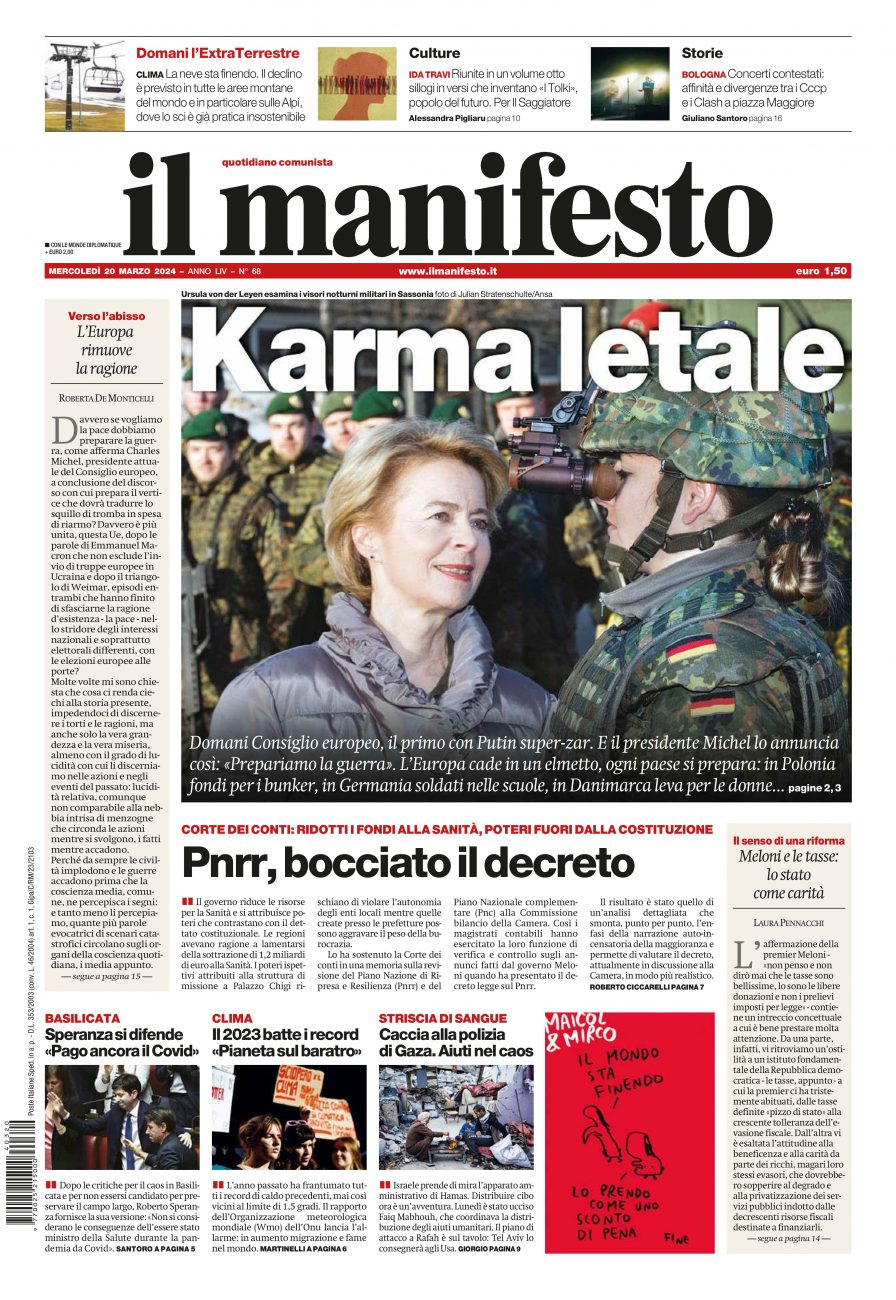 Domani l'ExtraTerrestre
CLIMA La neve sta finendo. Il declino
è previsto in tutte le aree montane
del mondo e in particolare sulle Alpi,
dove lo sci è già pratica insostenibile
Culture
IDA TRAVI Riunite in un volume otto
sillogi in versi che inventano «I Tolki»,
popolo del futuro. Per Il Saggiatore
Alessandra Pigliaru pagina 10
Storie
BOLOGNA Concerti contestati:
affinità e divergenze tra i Cccp
e i Clash a piazza Maggiore
Giuliano Santoro pagina 16
quotidiano comunista
il manifesto
■ CON LE MONDE DIPLOMATIQUE
+ EURO 2,00
MERCOLEDÌ 20 MARZO 2024 – ANNO LIV – N° 68
www.ilmanifesto.it
euro 1,50
Verso l'abisso
L'Europa
rimuove
la ragione
ROBERTA DE MONTICELLI
Davvero se vogliamo
la pace dobbiamo
preparare la guer-
ra, come afferma Charles
Michel, presidente attua-
le del Consiglio europeo,
a conclusione del discor-
so con cui prepara il vertice
che dovrà tradurre lo
squillo di tromba in spesa
di riarmo? Davvero è più
unita, questa Ue, dopo le
parole di Emmanuel Ma-
cron che non esclude l'in-
vio di truppe europee in
Ucraina e dopo il triango-
lo di Weimar, episodi en-
trambi che hanno finito
di sfasciarne la ragione
d'esistenza - la pace - nel-
lo stridore degli interessi
nazionali e soprattutto
elettorali differenti, con
le elezioni europee alle
porte?
Molte volte mi sono chie-
sta che cosa ci renda cie-
chi alla storia presente,
impedendoci di discerne-
re i torti e le ragioni, ma
anche solo la vera gran-
dezza e la vera miseria,
almeno con il grado di lu-
cidità con cui li discernia-
mo nelle azioni e negli
eventi del passato: lucidi-
tà relativa, comunque
non comparabile alla neb-
bia intrisa di menzogne
che circonda le azioni
mentre si svolgono, i fatti
mentre accadono.
Perché da sempre le civil-
tà implodono e le guerre
accadono prima che la
coscienza media, comu-
ne, ne percepisca i segni:
e tanto meno li percepia-
mo, quante più parole
evocatrici di scenari cata-
strofici circolano sugli or-
gani della coscienza quoti-
diana, i media appunto.
— segue a pagina 15 —
Ursula von der Leyen esamina i visori notturni militari in Sassonia foto di Julian Stratenschulte/Ansa
Karma letale
Domani Consiglio europeo, il primo con Putin super-zar. E il presidente Michel lo annuncia
così: «Prepariamo la guerra». L'Europa cade in un elmetto, ogni paese si prepara: in Polonia
fondi per i bunker, in Germania soldati nelle scuole, in Danimarca leva per le donne... pagine 2, 3
CORTE DEI CONTI: RIDOTTI I FONDI ALLA SANITÀ, POTERI FUORI DALLA COSTITUZIONE
Pnrr, bocciato il decreto
Il governo riduce le risorse
per la Sanità e si attribuisce po-
teri che contrastano con il det-
tato costituzionale. Le regioni
avevano ragione a lamentarsi
della sottrazione di 1,2 miliardi
di euro alla Sanità. I poteri ispet-
tivi attribuiti alla struttura di
missione a Palazzo Chigi ri-
schiano di violare l'autonomia
degli enti locali mentre quelle
create presso le prefetture pos-
sono aggravare il peso della bu-
rocrazia.
Lo ha sostenuto la Corte dei
conti in una memoria sulla revi-
sione del Piano Nazione di Ri-
presa e Resilienza (Pnrr) e del
Piano Nazionale complemen-
tare (Pnc) alla Commissione
bilancio della Camera. Così i
magistrati contabili hanno
esercitato la loro funzione di
verifica e controllo sugli an-
nunci fatti dal governo Melo-
ni quando ha presentato il de-
creto legge sul Pnrr.
Il risultato è stato quello di
un'analisi dettagliata che
smonta, punto per punto, l'en-
fasi della narrazione auto-in-
censatoria della maggioranza e
permette di valutare il decreto,
attualmente in discussione alla
Camera, in modo più realistico.
ROBERTO CICCARELLI PAGINA 7
Il senso di una riforma
Meloni e le tasse:
lo stato
come carità
LAURA PENNACCHI
L'affermazione della
premier Meloni -
«non penso e non
dirò mai che le tasse sono
bellissime, lo sono le libere
donazioni e non i prelievi
imposti per legge» - contie-
ne un intreccio concettuale
a cui è bene prestare molta
attenzione. Da una parte,
infatti, vi ritroviamo un'osti-
lità a un istituto fondamen-
tale della Repubblica demo-
cratica - le tasse, appunto - a
cui la premier ci ha triste-
mente abituati, dalle tasse
definite «pizzo di stato» alla
crescente tolleranza dell'e-
vasione fiscale. Dall'altra vi è
esaltata l'attitudine alla
beneficenza e alla carità da
parte dei ricchi, magari loro
stessi evasori, che dovrebbe-
ro sopperire al degrado e
alla privatizzazione dei ser-
vizi pubblici indotto dalle
decrescenti risorse fiscali
destinate a finanziarli.
— segue a pagina 14 —
BASILICATA
Speranza si difende
«Pago ancora il Covid»
Dopo le critiche per il caos in Basili-
cata e per non essersi candidato per pre-
servare il campo largo, Roberto Speran-
za fornisce la sua versione: «Non si consi-
derano le conseguenze dell'essere stato
ministro della Salute durante la pan-
demia da Covid». SANTORO A PAGINA 5
CLIMA
Il 2023 batte i record
«Pianeta sul baratro»
SCIOPERO
CLIMA
L'anno passato ha frantumato tut-
ti i record di caldo precedenti, mai così
vicini al limite di 1,5 gradi. Il rapporto
dell'Organizzazione meteorologica
mondiale (Wmo) dell'Onu lancia l'al-
larme: in aumento migrazione e fame
nel mondo. MARTINELLI A PAGINA 6
STRISCIA DI SANGUE
Caccia alla polizia
di Gaza. Aiuti nel caos
Israele prende di mira l'apparato am-
ministrativo di Hamas. Distribuire cibo
ora è un'avventura. Lunedì è stato ucciso
Faiq Mabhouh, che coordinava la distri-
buzione degli aiuti umanitari. Il piano di
attacco a Rafah è sul tavolo: Tel Aviv lo
consegnerà agli Usa. GIORGIO PAGINA 9
MAICOL
& MIRCO
IL MONDO
STA
FINENDO
LO PRENDO
COME UNO
SCONTO
DI PENA
FINE
Poste Italiane Sped. in a. p. - D.L. 353/2003 (conv. L. 46/2004) art. 1, c. 1, Gipa/C/RM/23/2103
40320
9 770025 215000